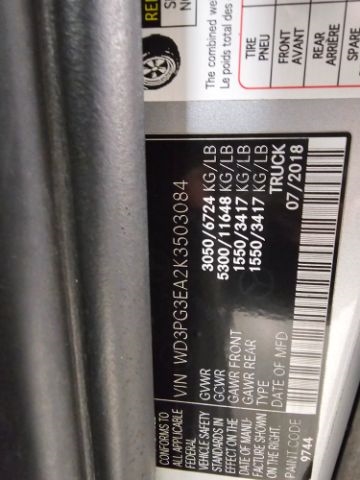 The combined we
Le poids total des
TIRE
PNEU
FRONT
AVANT
REAR
ARRIÈRE
SPARE
CONFORMS TO
ALL APPLICABLE
FEDERAL
VEHICLE SAFETY
STANDARDS IN
EFFECT ON THE
DATE OF MANU-
FACTURE SHOWN
ON THE RIGHT.
PAINT CODE
9744
VIN WD3PG3EA2K3503084
GVWR 3050/6724 KG/LB
GCWR 5300/11648 KG/LB
GAWR FRONT 1550/3417 KG/LB
GAWR REAR 1550/3417 KG/LB
TYPE TRUCK
DATE OF MFD 07/2018